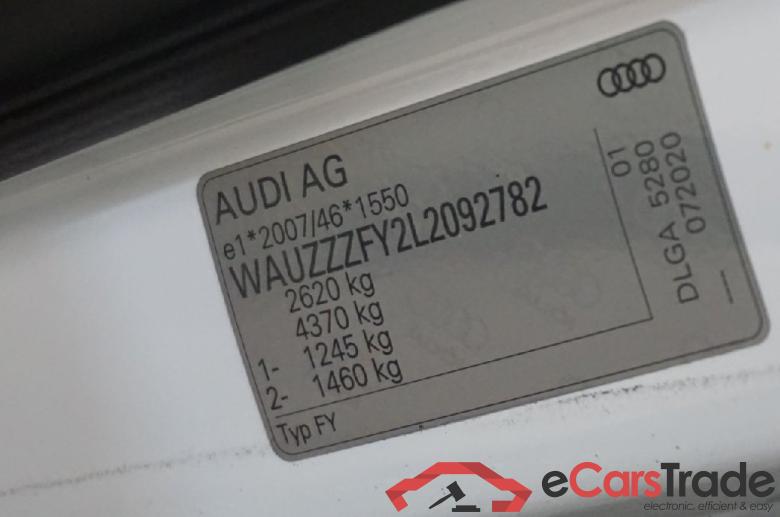 AUDI AG
e1*2007/46*1550
WAUZZZFY2L2092782
2620 kg
4370 kg
1- 1245 kg
2- 1460 kg
Typ FY
01
DLGA 5280
072020
—
eCarsTrade
electronic, efficient & easy